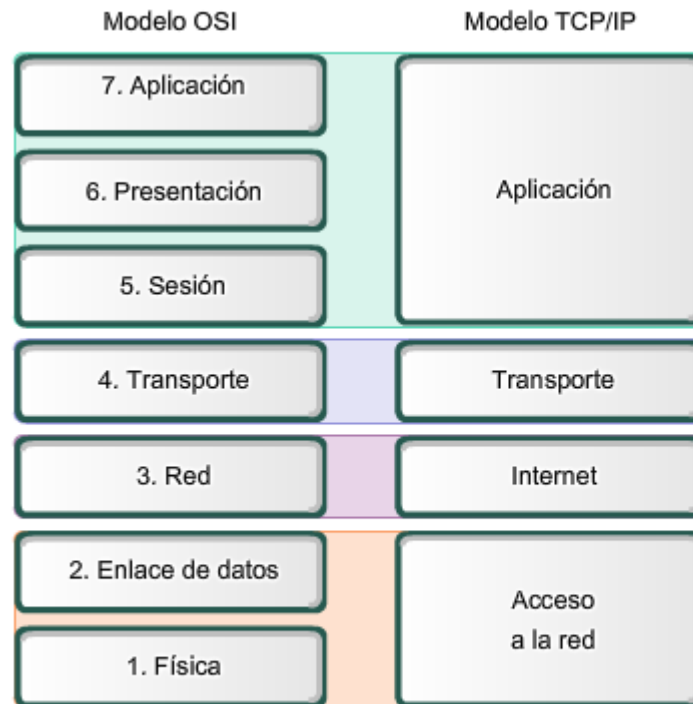 Modelo OSI
Modelo TCP/IP
7. Aplicación
6. Presentación
5. Sesión
Aplicación
4. Transporte
Transporte
3. Red
Internet
2. Enlace de datos
1. Física
Acceso
a la red